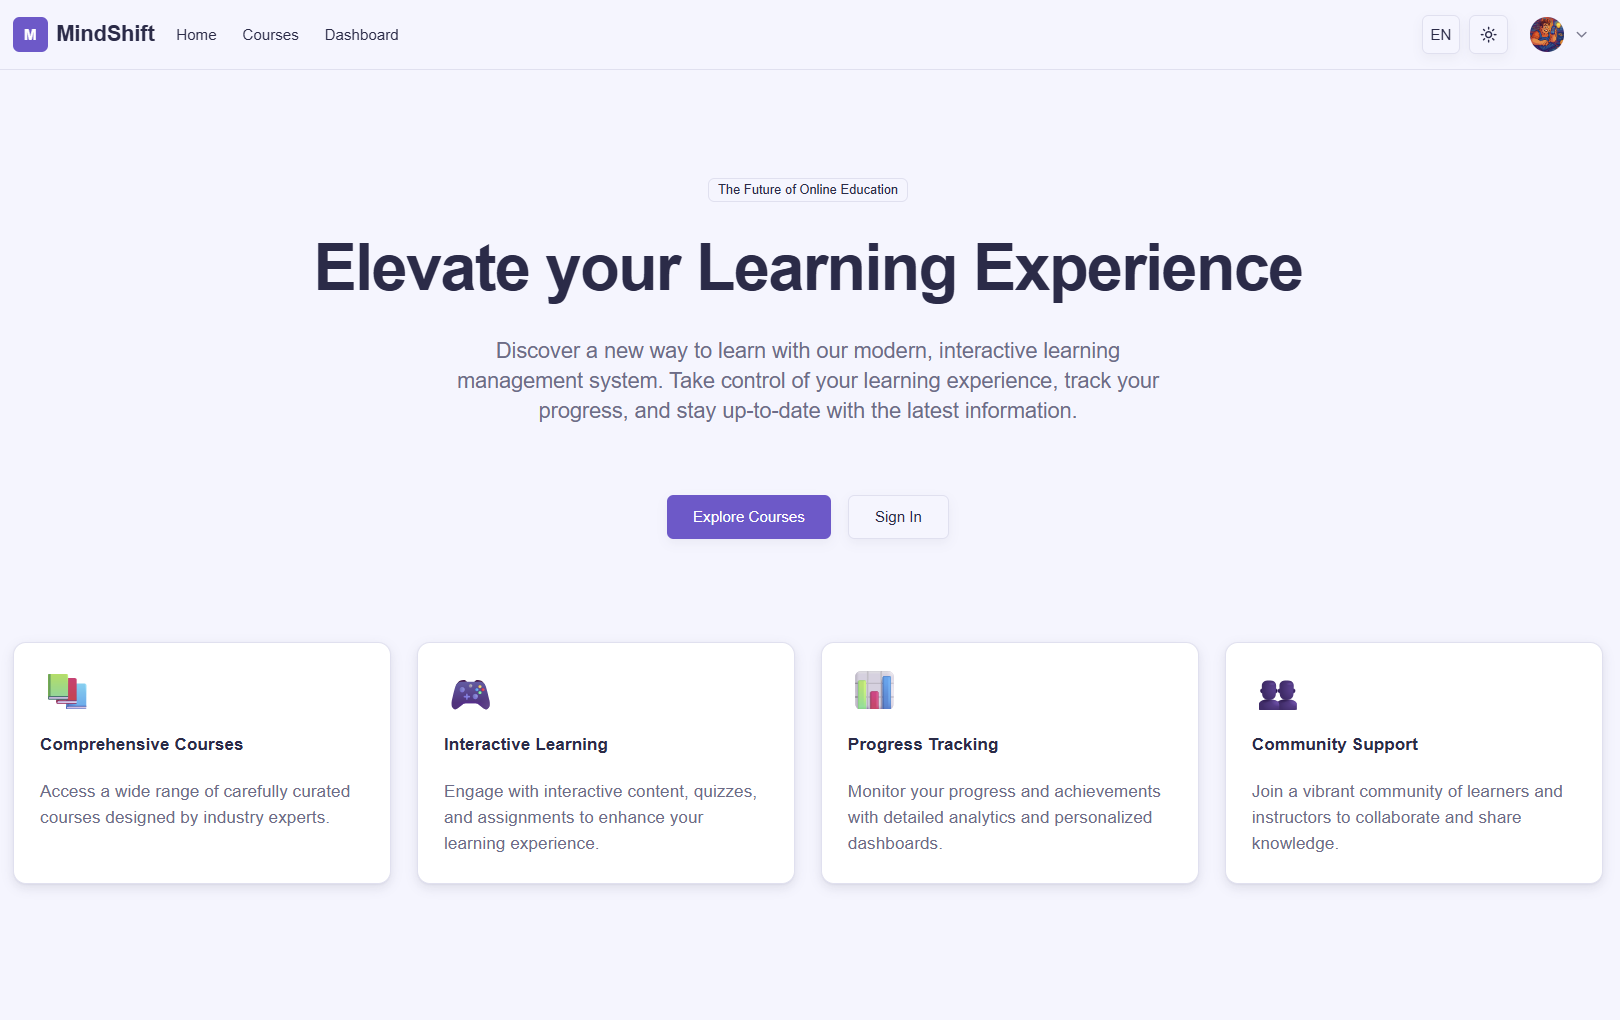 M MindShift Home Courses Dashboard EN
The Future of Online Education
Elevate your Learning Experience
Discover a new way to learn with our modern, interactive learning
management system. Take control of your learning experience, track your
progress, and stay up-to-date with the latest information.
Explore Courses Sign In
Comprehensive Courses
Access a wide range of carefully curated
courses designed by industry experts.
Interactive Learning
Engage with interactive content, quizzes,
and assignments to enhance your
learning experience.
Progress Tracking
Monitor your progress and achievements
with detailed analytics and personalized
dashboards.
Community Support
Join a vibrant community of learners and
instructors to collaborate and share
knowledge.